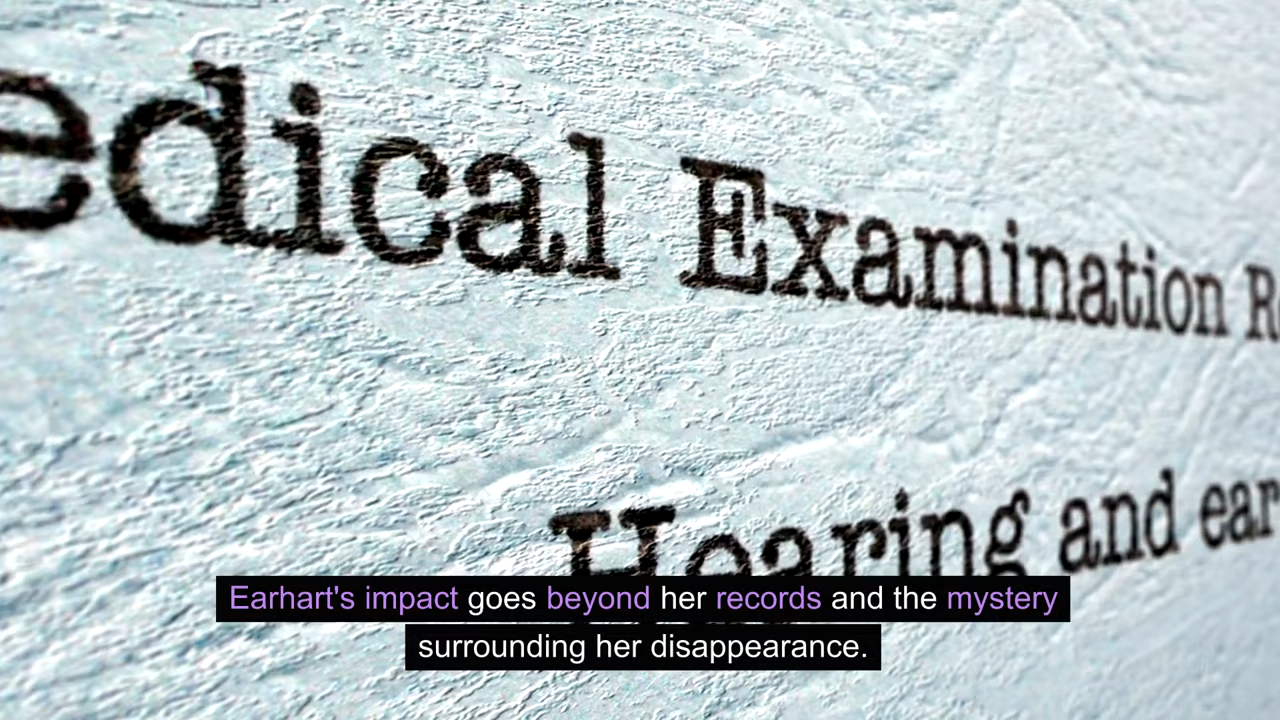 edical Examination R
Hearing and ear
Earhart's impact goes beyond her records and the mystery
surrounding her disappearance.